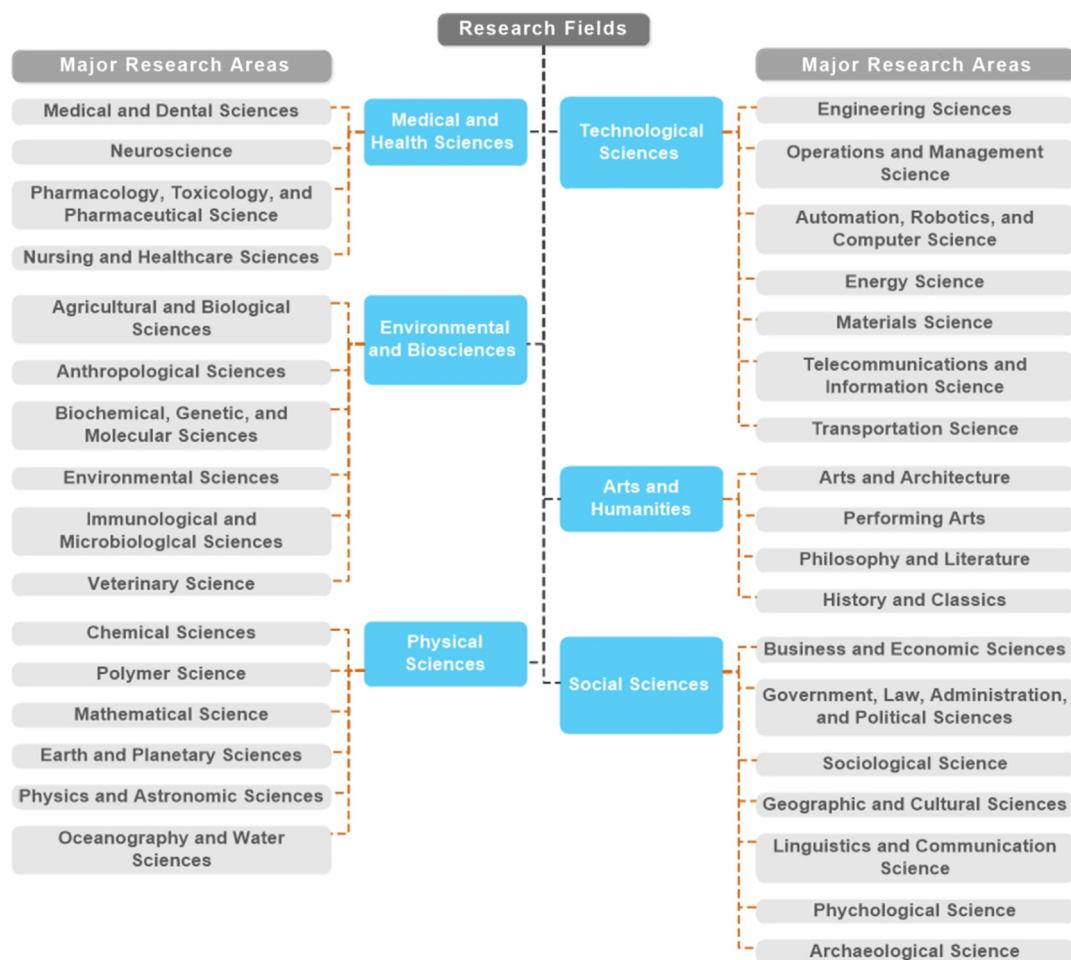 Research Fields
Major Research Areas
Medical and Dental Sciences
Neuroscience
Pharmacology, Toxicology, and
Pharmaceutical Science
Nursing and Healthcare Sciences
Medical and
Health Sciences
Agricultural and Biological
Sciences
Anthropological Sciences
Biochemical, Genetic, and
Molecular Sciences
Environmental Sciences
Immunological and
Microbiologlcal Sciences
Veterinary Science
Environmental
and Biosciences
Chemical Sciences
Polymer Science
Mathematical Science
Earth and Planetary Sciences
Physics and Astronomic Sciences
Oceanography and Water
Sciences
Physical
Sciences
Major Research Areas
Technological
Sciences
Engineering Sciences
Operations and Management
Science
Automation, Robotics, and
Computer Science
Energy Science
Materials Science
Telecommunications and
Information Science
Transportation Science
Arts and
Humanities
Arts and Architecture
Performing Arts
Philosophy and Literature
History and Classics
Social Sciences
Business and Economic Sciences
Government, Law, Administration,
and Political Sciences
Sociological Science
Geographic and Cultural Sciences
Linguistics and Communication
Science
Phychological Science
Archaeological Science